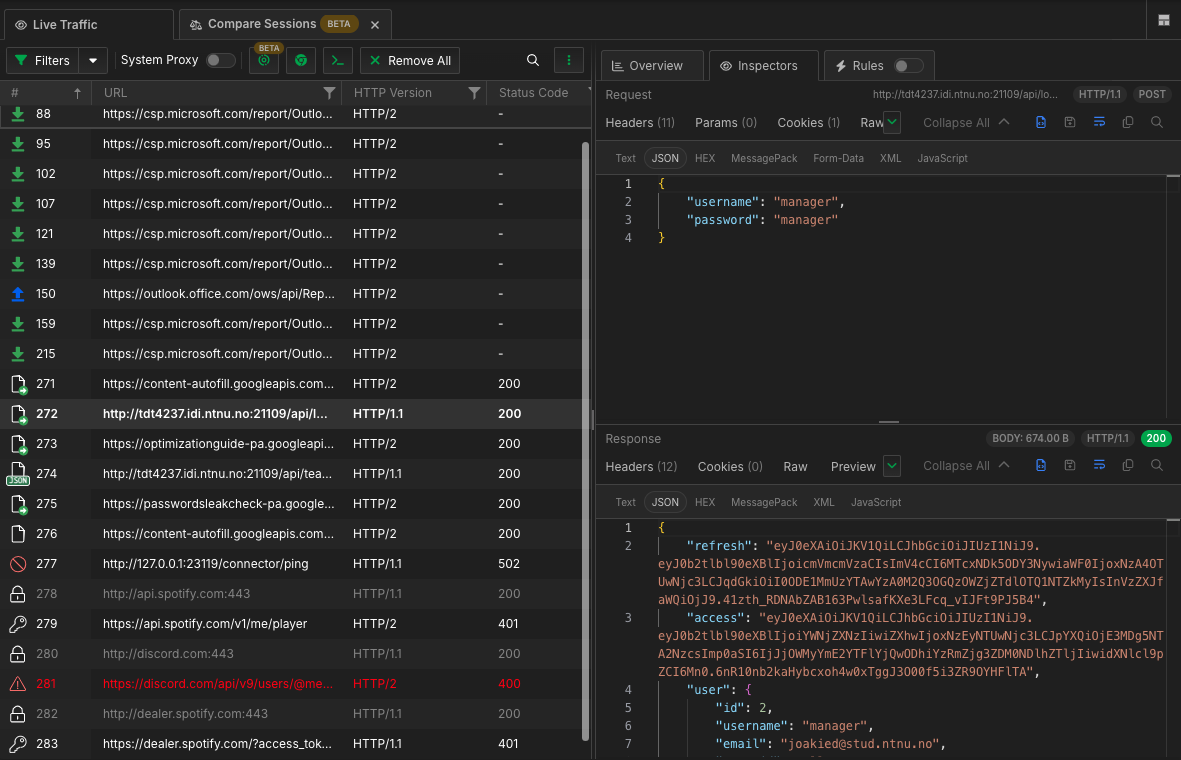 Live Traffic
Compare Sessions BETA
Filters
System Proxy
BETA
Remove All
# URL HTTP Version Status Code
88 https://csp.microsoft.com/report/Outlo... HTTP/2 -
95 https://csp.microsoft.com/report/Outlo... HTTP/2 -
102 https://csp.microsoft.com/report/Outlo... HTTP/2 -
107 https://csp.microsoft.com/report/Outlo... HTTP/2 -
121 https://csp.microsoft.com/report/Outlo... HTTP/2 -
139 https://csp.microsoft.com/report/Outlo... HTTP/2 -
150 https://outlook.office.com/ows/api/Rep... HTTP/2 -
159 https://csp.microsoft.com/report/Outlo... HTTP/2 -
215 https://csp.microsoft.com/report/Outlo... HTTP/2 -
271 https://content-autofill.googleapis.com... HTTP/2 200
272 http://tdt4237.idi.ntnu.no:21109/api/l... HTTP/1.1 200
273 https://optimizationguide-pa.googleapi... HTTP/2 200
JSON 274 http://tdt4237.idi.ntnu.no:21109/api/tea... HTTP/1.1 200
275 https://passwordsleakcheck-pa.google... HTTP/2 200
276 https://content-autofill.googleapis.com... HTTP/2 200
277 http://127.0.0.1:23119/connector/ping HTTP/1.1 502
278 http://api.spotify.com:443 HTTP/1.1 200
279 https://api.spotify.com/v1/me/player HTTP/2 401
280 http://discord.com:443 HTTP/1.1 200
281 https://discord.com/api/v9/users/@me... HTTP/2 400
282 http://dealer.spotify.com:443 HTTP/1.1 200
283 https://dealer.spotify.com/?access_tok... HTTP/1.1 401
Overview
Inspectors
Rules
Request http://tdt4237.idi.ntnu.no:21109/api/lo... HTTP/1.1 POST
Headers (11) Params (0) Cookies (1) Raw Collapse All
Text JSON HEX MessagePack Form-Data XML JavaScript
1 {
2 "username": "manager",
3 "password": "manager"
4 }
Response BODY: 674.00 B HTTP/1.1 200
Headers (12) Cookies (0) Raw Preview Collapse All
Text JSON HEX MessagePack XML JavaScript
1 {
2 "refresh": "eyJ0eXAiOiJKV1QiLCJhbGciOiJIUzI1NiJ9.
eyJ0b2tlbl90eXBlIjoicmVmcmVzaCIsImV4cCI6MTcxNDk5ODY3NywiaWF0IjoxNzA4OT
UwNjc3LCJqdGkiOiI0ODE1MmUzYTAwYzA0M2Q3OGQzOWZjZTdlOTQ1NTZkMyIsInVzZXJf
aWQiOjJ9.41zth_RDNAbZAB163PwlsafKXe3LFcq_vIJFt9PJ5B4",
3 "access": "eyJ0eXAiOiJKV1QiLCJhbGciOiJIUzI1NiJ9.
eyJ0b2tlbl90eXBlIjoiYWNjZXNzIiwiZXhwIjoxNzEyNTUwNjc3LCJpYXQiOjE3MDg5NT
A2NzcsImp0aSI6IjJjOWMyYmE2YTFlYjQwODhiYzRmZjg3ZDM0NDlhZTljIiwidXNlcl9p
ZCI6Mn0.6nR10nb2kaHybcxoh4w0xTggJ3O00f5i3ZR9OYHFlTA",
4 "user": {
5 "id": 2,
6 "username": "manager",
7 "email": "joakied@stud.ntnu.no",